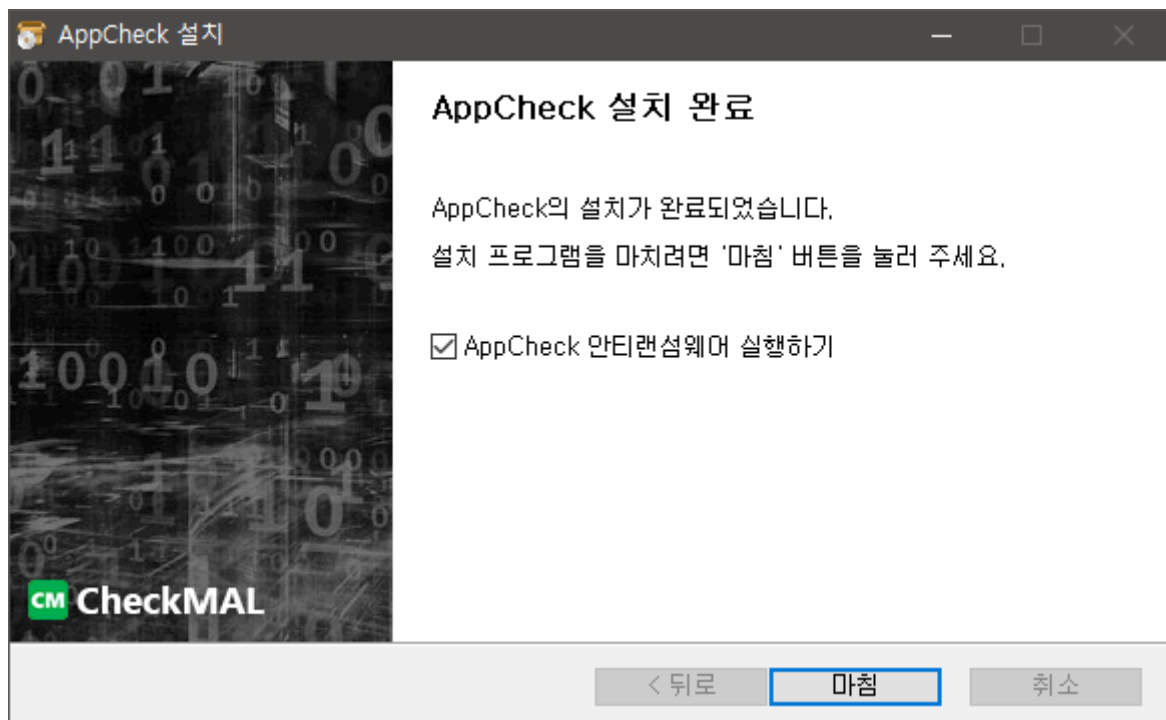 AppCheck 설치
AppCheck 설치 완료
AppCheck의 설치가 완료되었습니다.
설치 프로그램을 마치려면 '마침' 버튼을 눌러 주세요.
AppCheck 안티랜섬웨어 실행하기
CM CheckMAL
< 뒤로
마침
취소